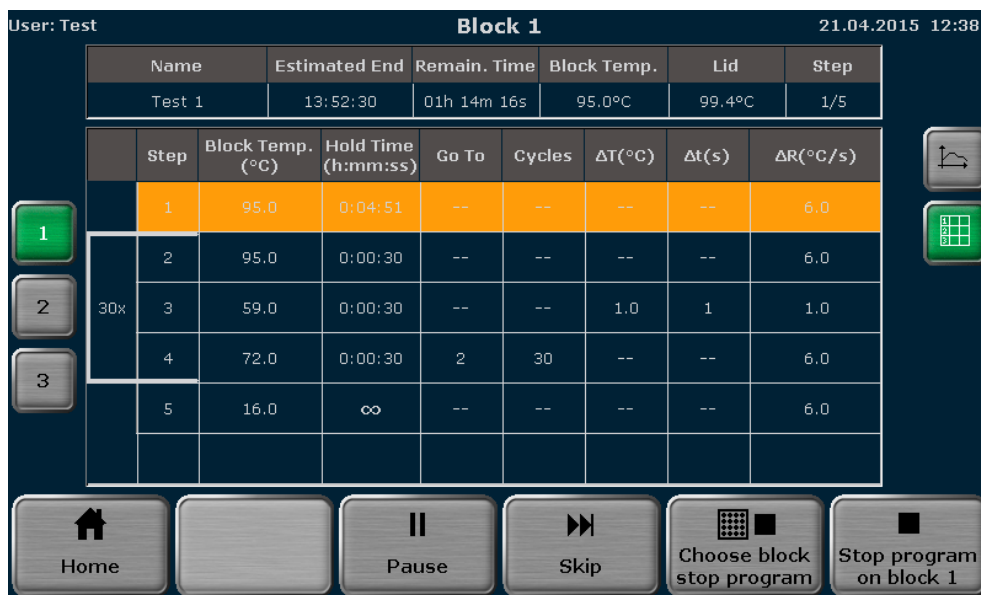 User: Test Block 1 21.04.2015 12:38
Name Estimated End Remain. Time Block Temp. Lid Step
Test 1 13:52:30 01h 14m 16s 95.0°C 99.4°C 1/5
Step Block Temp. (°C) Hold Time (h:mm:ss) Go To Cycles ΔT(°C) Δt(s) ΔR(°C/s)
1 95.0 0:04:51 -- -- -- -- 6.0
2 95.0 0:00:30 -- -- -- -- 6.0
30x 3 59.0 0:00:30 -- -- 1.0 1 1.0
4 72.0 0:00:30 2 30 -- -- 6.0
5 16.0 ∞ -- -- -- -- 6.0
1
2
3
1
2
3
Home
Pause
Skip
Choose block
stop program
Stop program
on block 1